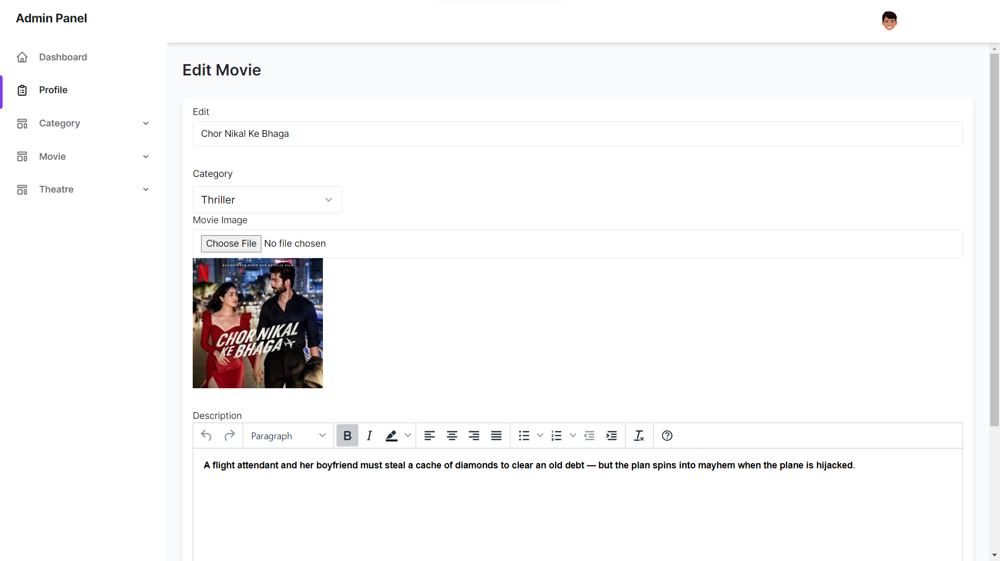 Admin Panel
Dashboard
Profile
Category
Movie
Theatre
Edit Movie
Edit
Chor Nikal Ke Bhaga
Category
Thriller
Movie Image
Choose File No file chosen
N
SOUNDTRACK FROM THE NETFLIX FILM
CHOR NIKAL
KE BHAGA
Description
Paragraph B I
A flight attendant and her boyfriend must steal a cache of diamonds to clear an old debt — but the plan spins into mayhem when the plane is hijacked.